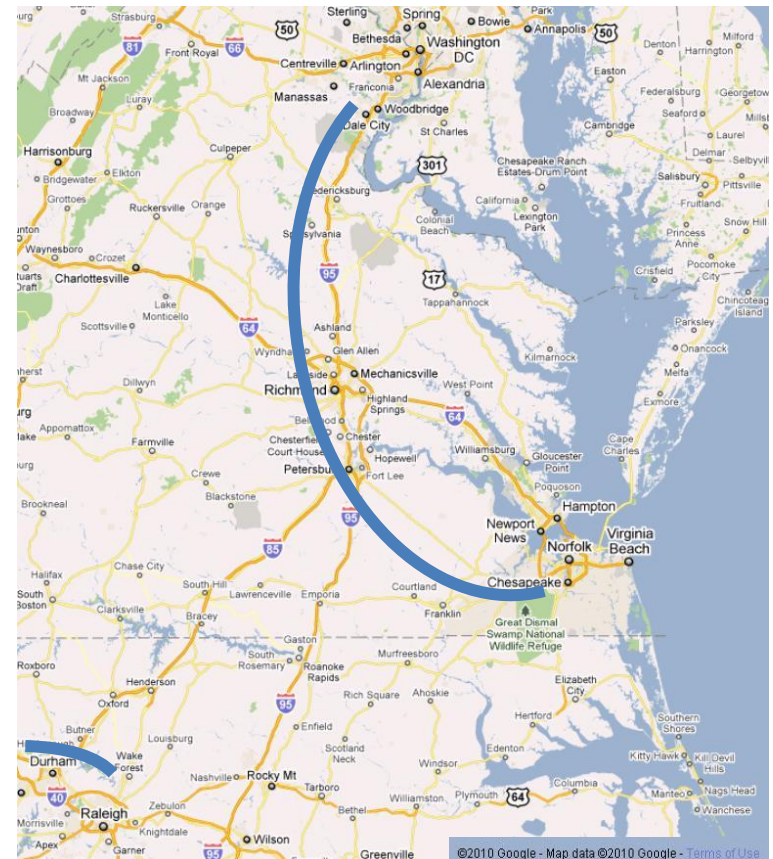 Strasburg
Sterling
Spring
Park
Bowie
50
Annapolis
50
Milford
Denton
Harrington
81
Front Royal
66
Bethesda
Washington
DC
Centreville
Arlington
Easton
Mt Jackson
Franconia
Alexandria
Federalsburg
Georgetow
Luray
Manassas
Woodbridge
Seaford
Millsb
Broadway
Dale City
St Charles
Cambridge
Laurel
Harrisonburg
Culpeper
Delmar
Selbyvill
301
Chesapeake Ranch
Estates-Drum Point
Salisbury
Pittsville
Bridgewater
Elkton
Fruitland
Grottoes
Ruckersville
Orange
California
Lexington
Park
Snow Hill
Colonial
Beach
Princess
Anne
Waynesboro
Crozet
95
17
Crisfield
Pocomoke
City
Draft
Charlottesville
Tappahannock
Chincoteag
Island
Lake
Monticello
Scottsville
64
Ashland
Parksley
Glen Allen
Kilmarnock
Onancock
Melfa
Dillwyn
Mechanicsville
West Point
Exmore
Highland
Springs
Appomattox
64
Farmville
Chester
Chesterfield
Court House
Hopewell
Williamsburg
Gloucester
Point
Cape
Charles
Crewe
Petersburg
Fort Lee
Poquoson
Brookneal
Blackstone
95
Hampton
Newport
News
Virginia
Beach
85
Norfolk
Chase City
Chesapeake
Halifax
South Hill
Courtland
South
Boston
Lawrenceville
Emporia
Clarksville
Franklin
Bracey
Great Dismal
Swamp National
Wildlife Refuge
Gaston
Roxboro
South
Rosemary
Roanoke
Rapids
Murfreesboro
Henderson
Elizabeth
City
Oxford
Rich Square
Ahoskie
95
Hertford
Southern
Shores
Butner
Louisburg
Enfield
Wake
Forest
Scotland
Neck
Windsor
Edenton
Kitty Hawk
Kill Devil
Hills
Durham
Nashville
Rocky Mt
Columbia
Nags Head
40
Tarboro
Williamston
Plymouth
64
Manteo
Wanchese
Raleigh
Zebulon
Bethel
Morrisville
Knightdale
Apex
Garner
95
Wilson
Greenville
©2010 Google - Map data ©2010 Google - Terms of Use